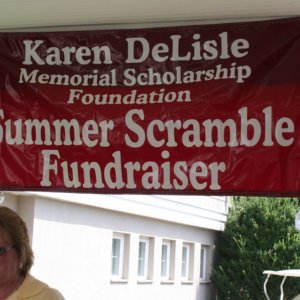 Karen DeLisle
Memorial Scholarship
Foundation
Summer Scramble
Fundraiser